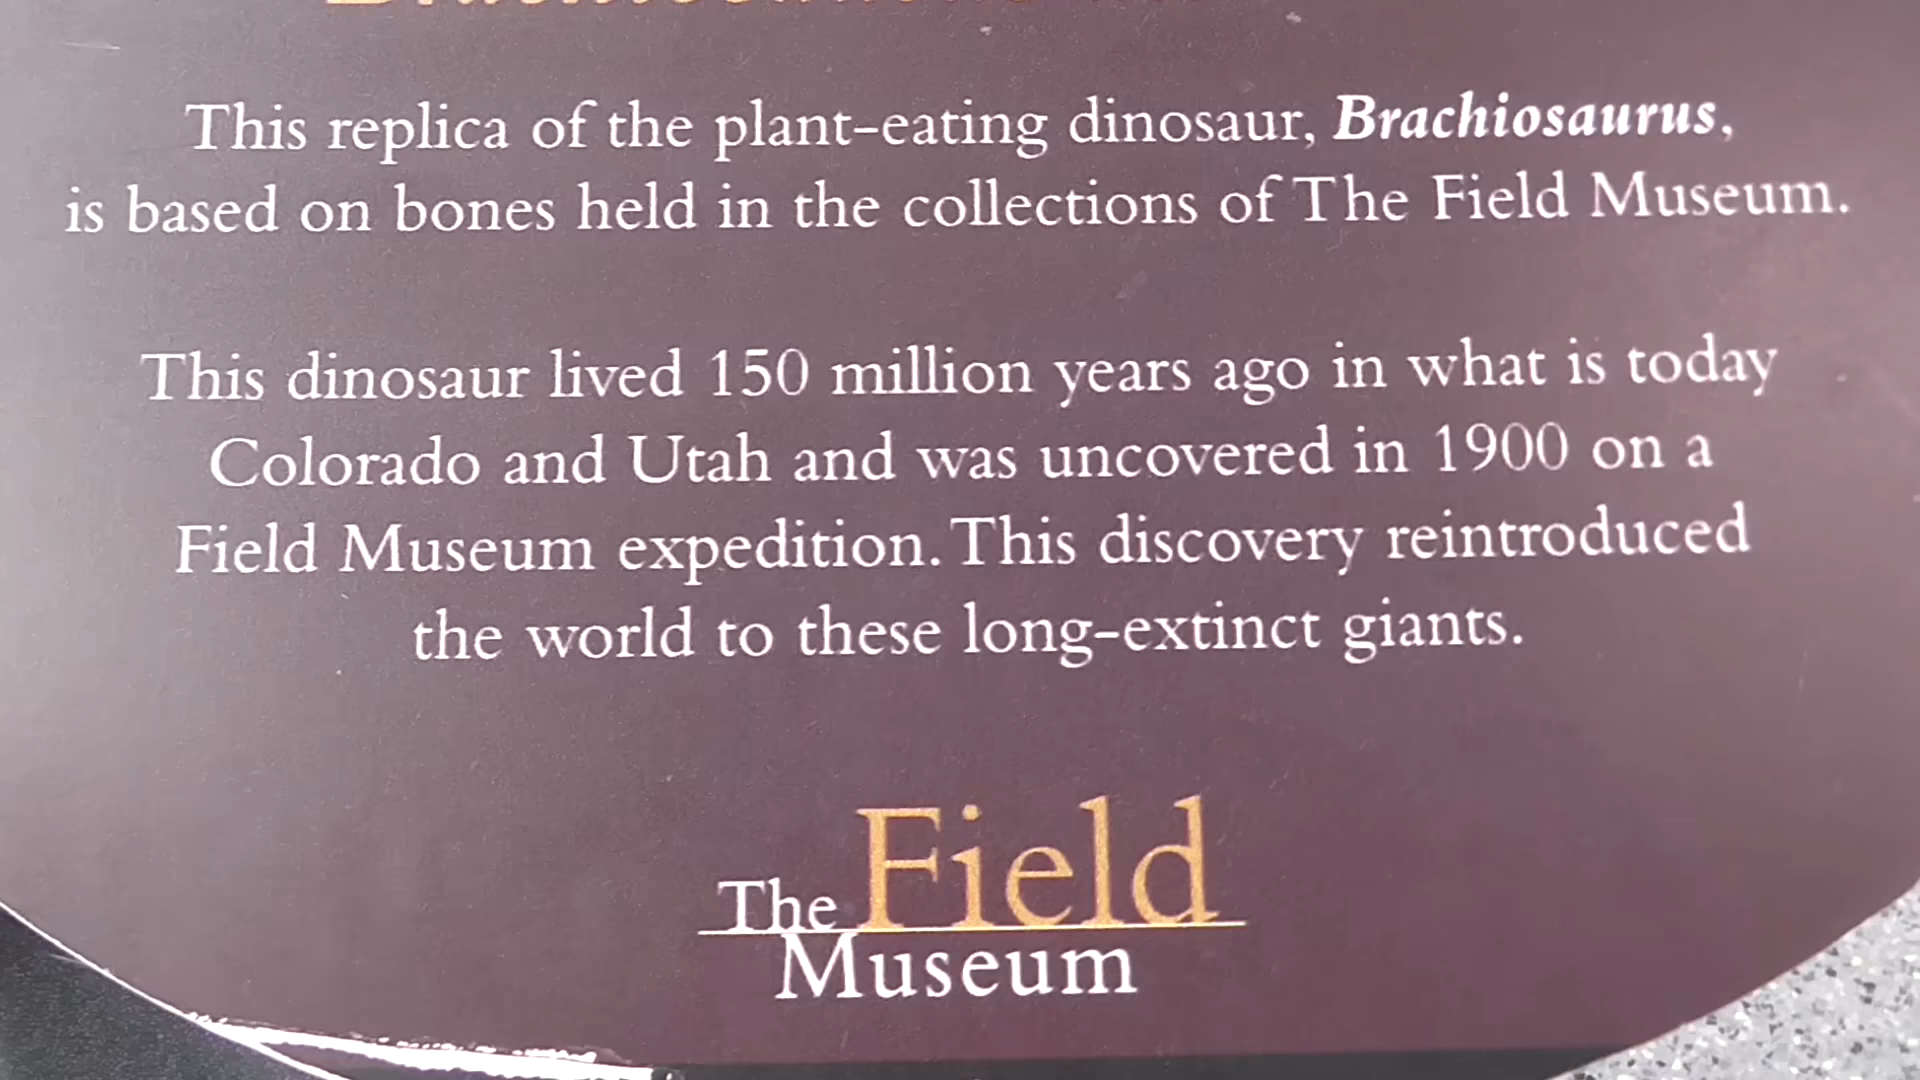 This replica of the plant-eating dinosaur, Brachiosaurus,
is based on bones held in the collections of The Field Museum.
This dinosaur lived 150 million years ago in what is today
Colorado and Utah and was uncovered in 1900 on a
Field Museum expedition. This discovery reintroduced
the world to these long-extinct giants.
The Field
Museum